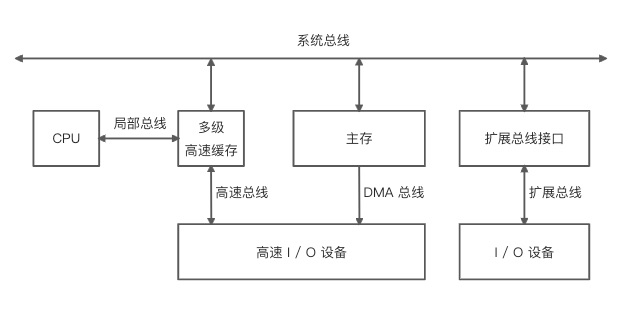 系统总线
局部总线
CPU
多级
高速缓存
主存
扩展总线接口
高速总线
DMA 总线
扩展总线
高速 I / O 设备
I / O 设备